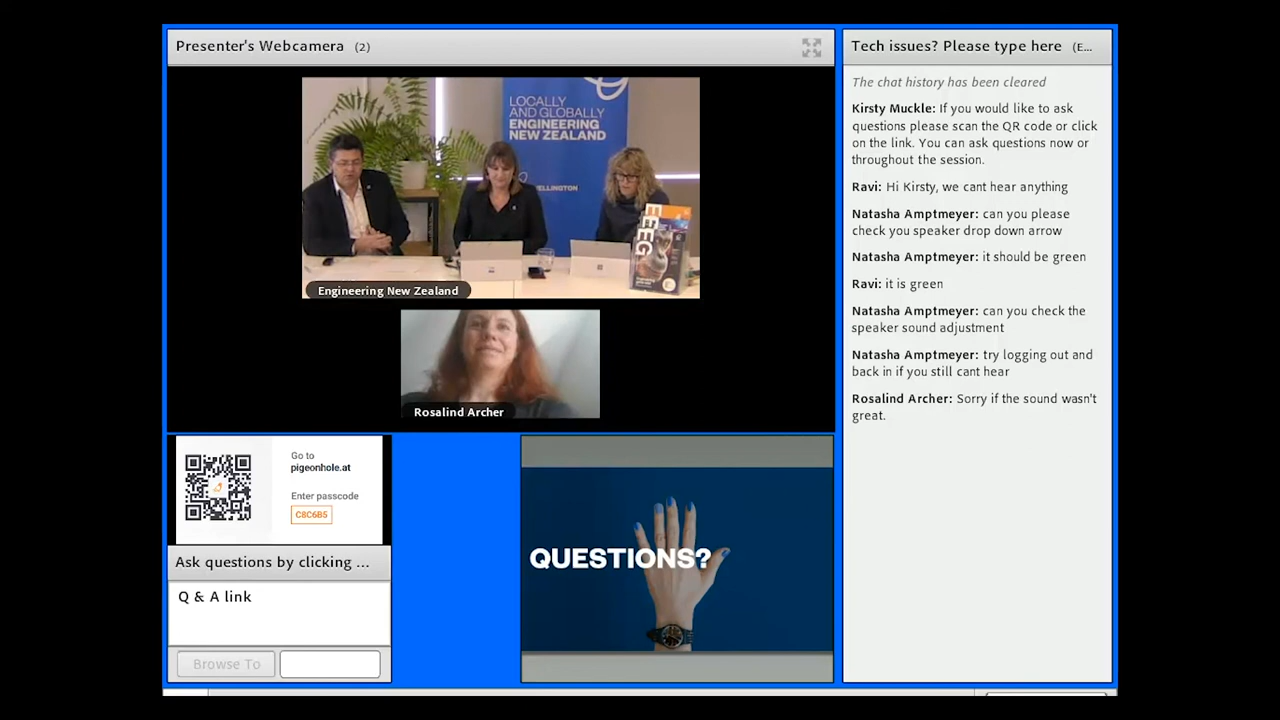 Presenter's Webcamera (2)
LOCALLY
AND GLOBALLY
ENGINEERING
NEW ZEALAND
WELLINGTON
Engineering New Zealand
Rosalind Archer
Go to
pigeonhole.at
Enter passcode
C8C6B5
Ask questions by clicking ...
Q & A link
Browse To
QUESTIONS?
Tech issues? Please type here (E...
The chat history has been cleared
Kirsty Muckle: If you would like to ask
questions please scan the QR code or click
on the link. You can ask questions now or
throughout the session.
Ravi: Hi Kirsty, we cant hear anything
Natasha Amptmeyer: can you please
check you speaker drop down arrow
Natasha Amptmeyer: it should be green
Ravi: it is green
Natasha Amptmeyer: can you check the
speaker sound adjustment
Natasha Amptmeyer: try logging out and
back in if you still cant hear
Rosalind Archer: Sorry if the sound wasn't
great.